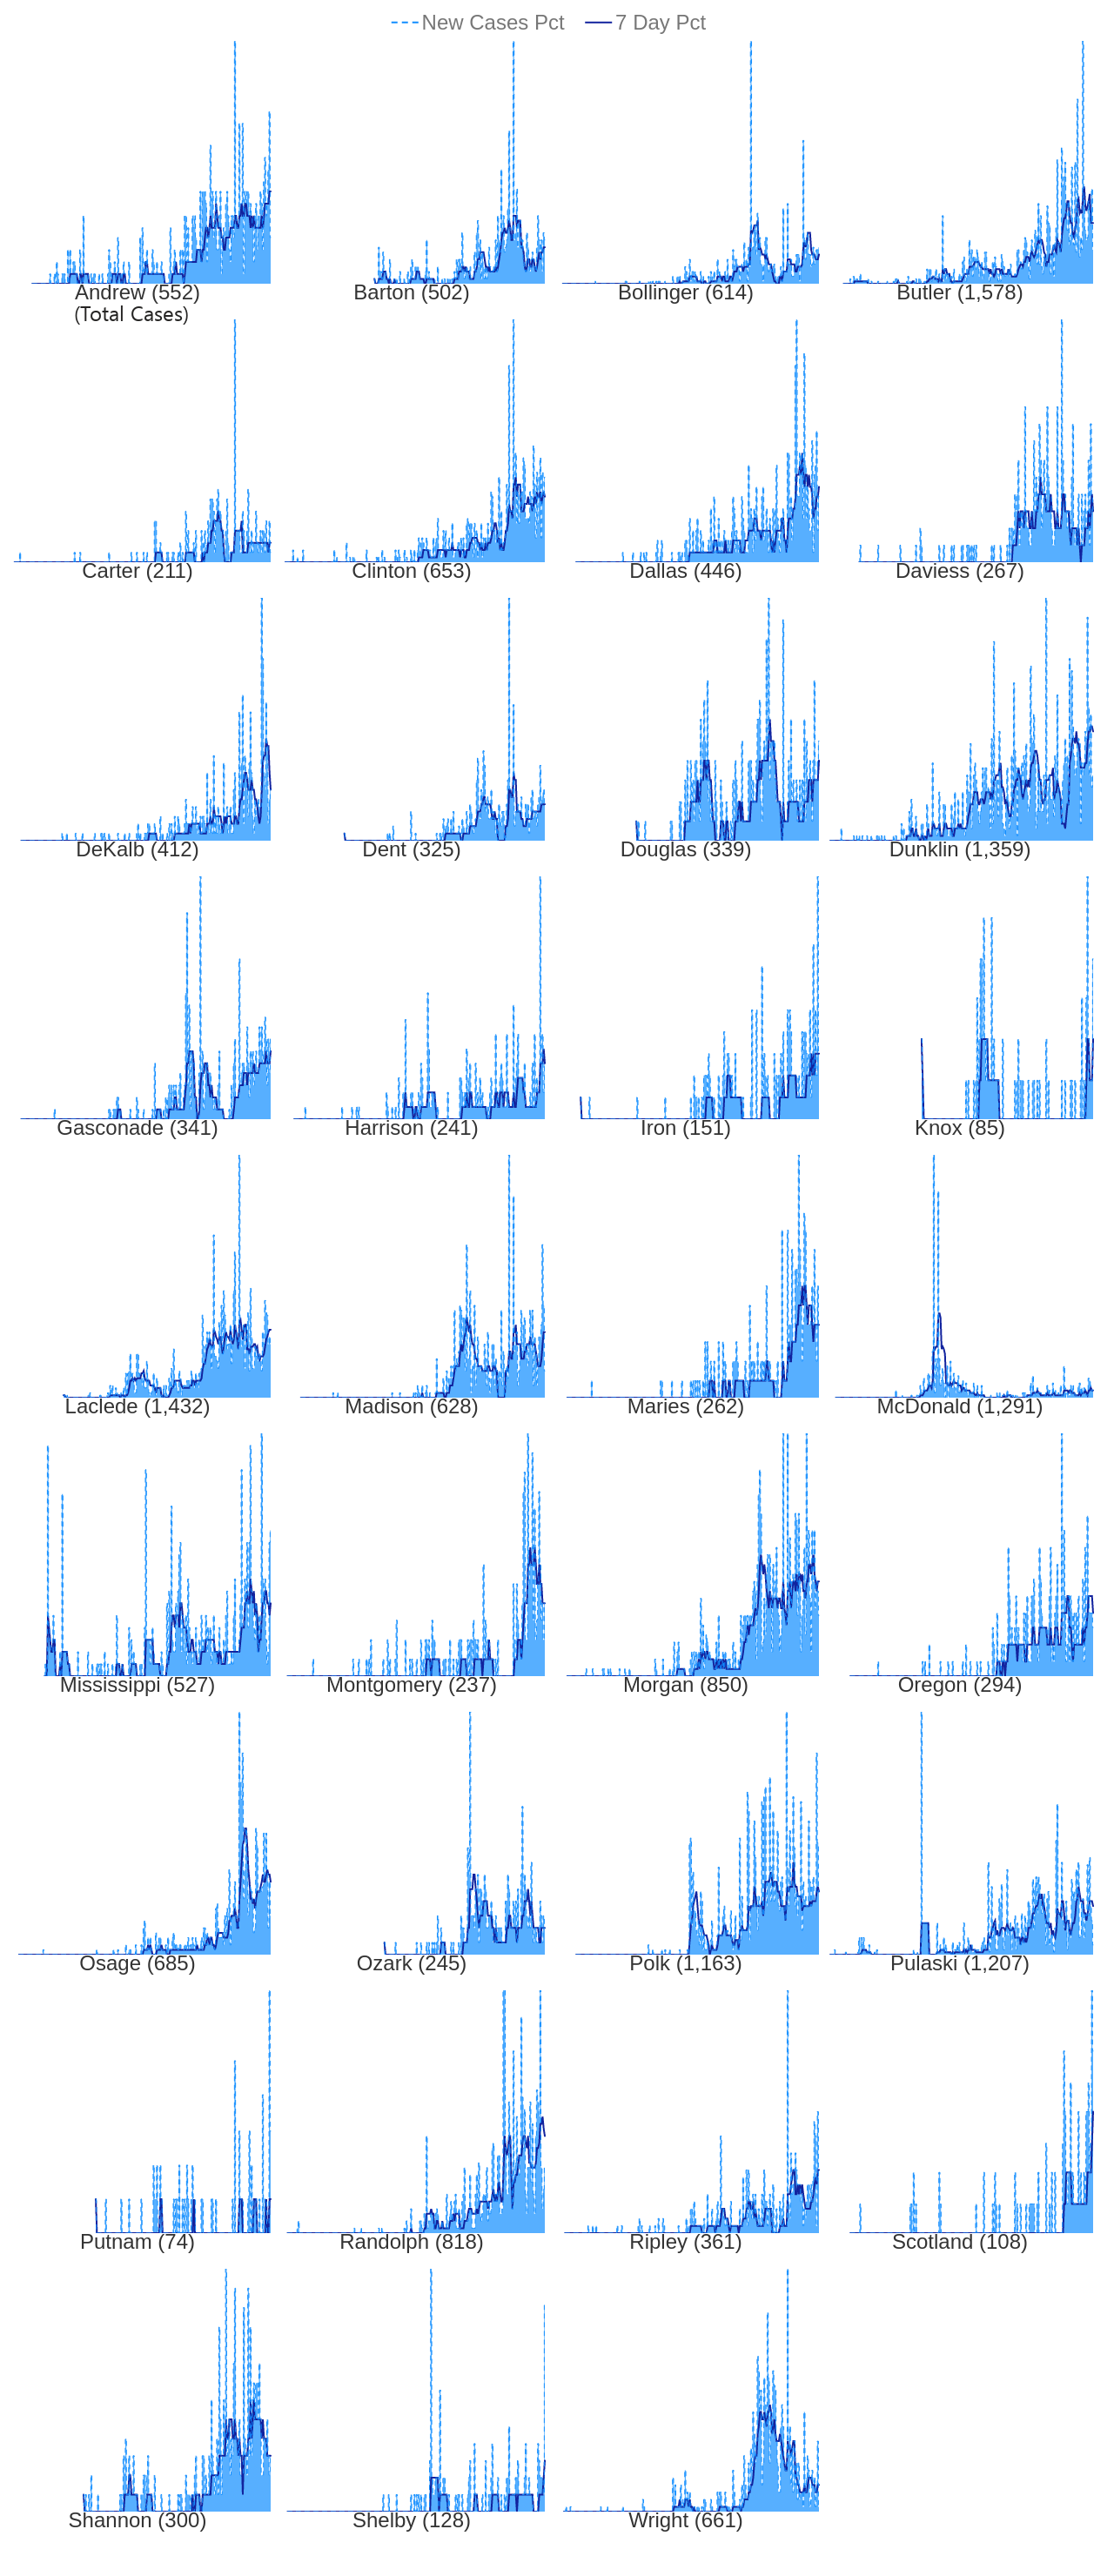 New Cases Pct 7 Day Pct
Andrew (552) Barton (502) Bollinger (614) Butler (1,578)
(Total Cases)
Carter (211) Clinton (653) Dallas (446) Daviess (267)
DeKalb (412) Dent (325) Douglas (339) Dunklin (1,359)
Gasconade (341) Harrison (241) Iron (151) Knox (85)
Laclede (1,432) Madison (628) Maries (262) McDonald (1,291)
Mississippi (527) Montgomery (237) Morgan (850) Oregon (294)
Osage (685) Ozark (245) Polk (1,163) Pulaski (1,207)
Putnam (74) Randolph (818) Ripley (361) Scotland (108)
Shannon (300) Shelby (128) Wright (661)